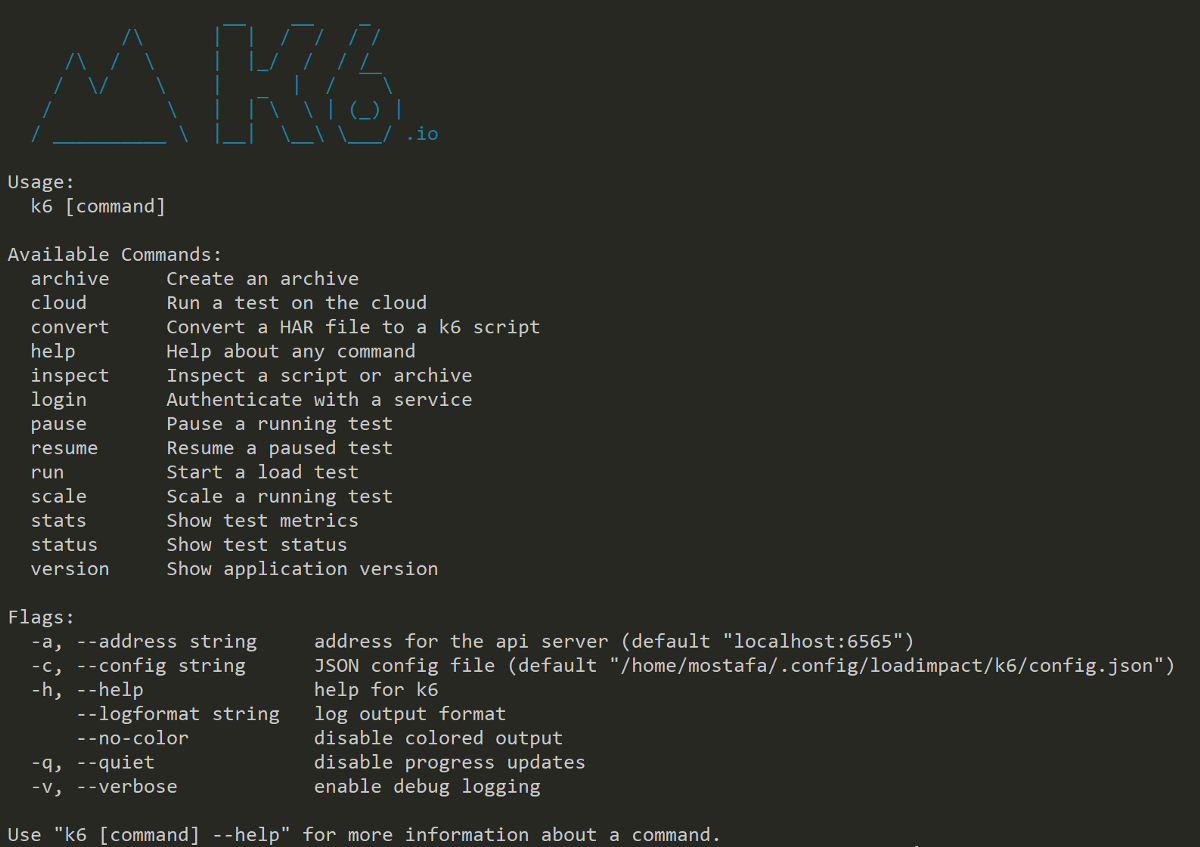 K6
.io
Usage:
  k6 [command]
Available Commands:
  archive     Create an archive
  cloud       Run a test on the cloud
  convert     Convert a HAR file to a k6 script
  help        Help about any command
  inspect     Inspect a script or archive
  login       Authenticate with a service
  pause       Pause a running test
  resume      Resume a paused test
  run         Start a load test
  scale       Scale a running test
  stats       Show test metrics
  status      Show test status
  version     Show application version
Flags:
  -a, --address string     address for the api server (default "localhost:6565")
  -c, --config string      JSON config file (default "/home/mostafa/.config/loadimpact/k6/config.json")
  -h, --help               help for k6
      --logformat string   log output format
      --no-color           disable colored output
  -q, --quiet              disable progress updates
  -v, --verbose            enable debug logging
Use "k6 [command] --help" for more information about a command.